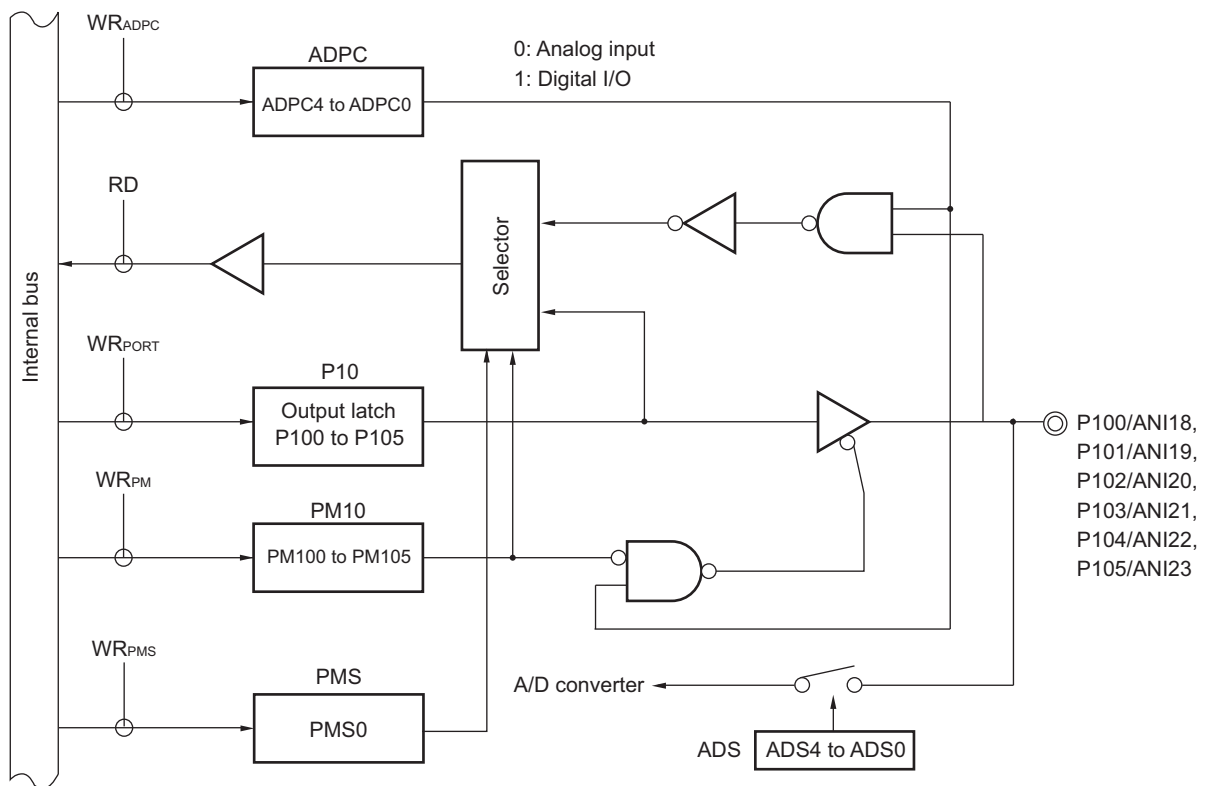 WRADPC
ADPC
0: Analog input
1: Digital I/O
ADPC4 to ADPC0
RD
Selector
Internal bus
WRPORT
P10
Output latch
P100 to P105
P100/ANI18,
P101/ANI19,
P102/ANI20,
P103/ANI21,
P104/ANI22,
P105/ANI23
WRPM
PM10
PM100 to PM105
WRPMS
PMS
PMS0
A/D converter
ADS
ADS4 to ADS0